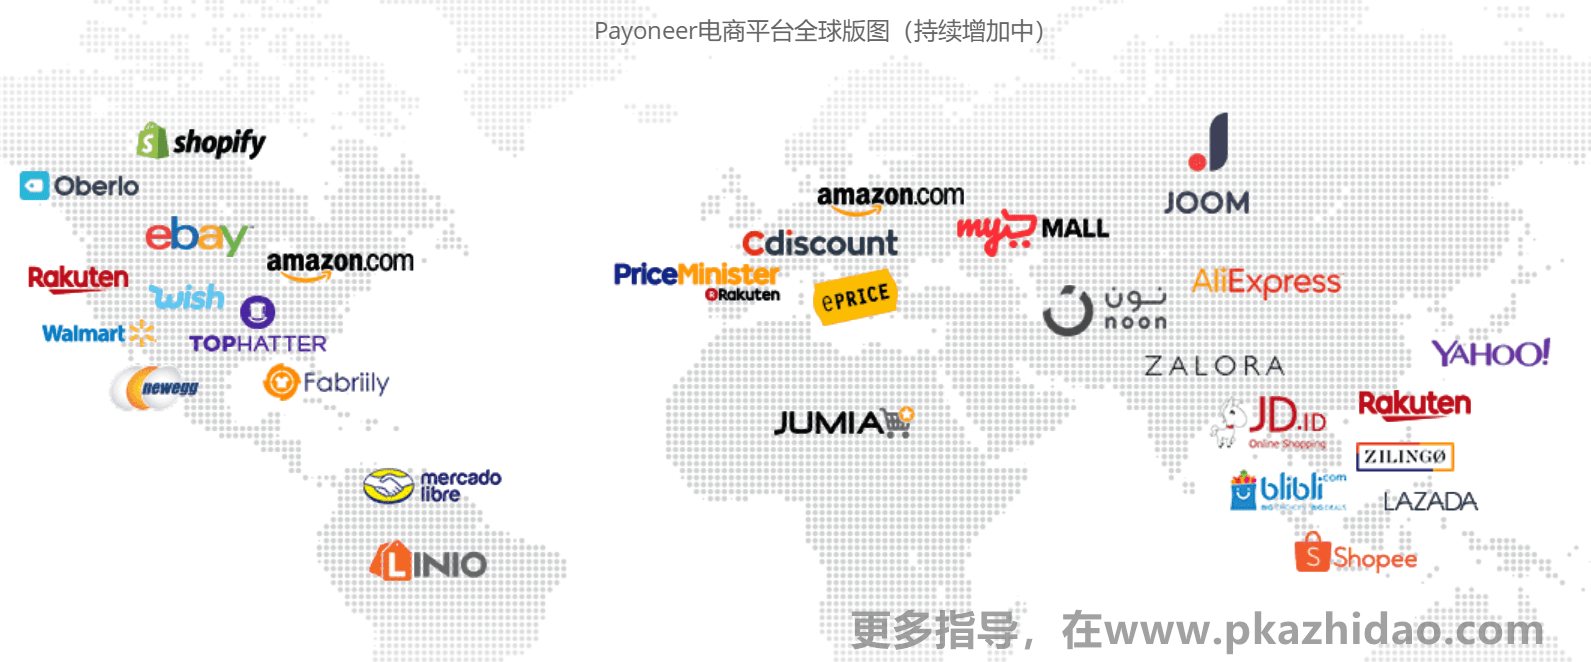 Payoneer电商平台全球版图（持续增加中）
shopify
Oberlo
ebay
amazon.com
Rakuten
wish
Walmart
TOPHATTER
newegg
Fabriily
mercado
libre
LINIO
amazon.com
Cdiscount
PriceMinister
Rakuten
ePRICE
myMALL
JUMIA
JOOM
AliExpress
نون
noon
ZALORA
YAHOO!
JD.ID
Online Shopping
Rakuten
ZILINGO
blibli.com
LAZADA
Shopee
更多指导，在www.pkazhidao.com